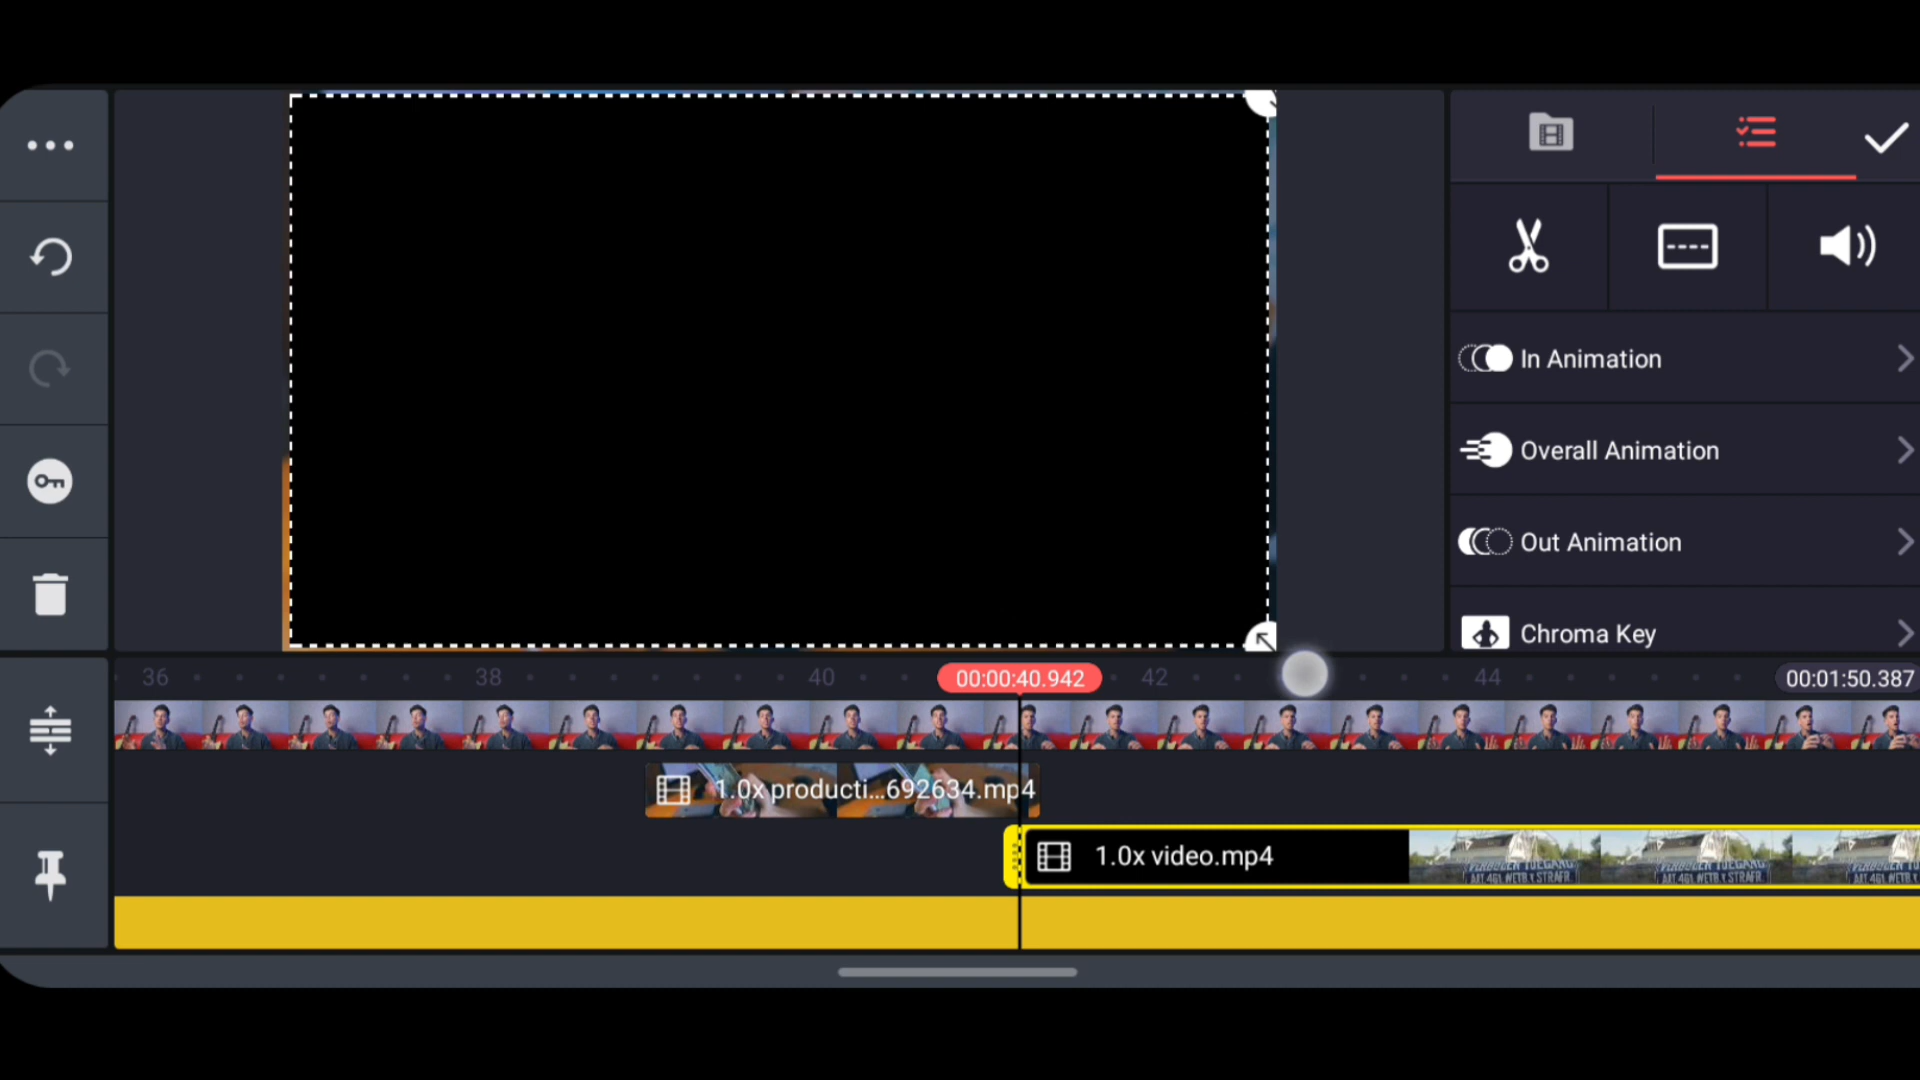 In Animation
Overall Animation
Out Animation
Chroma Key
36
38
40
00:00:40.942
42
44
00:01:50.387
1.0x producti...692634.mp4
1.0x video.mp4